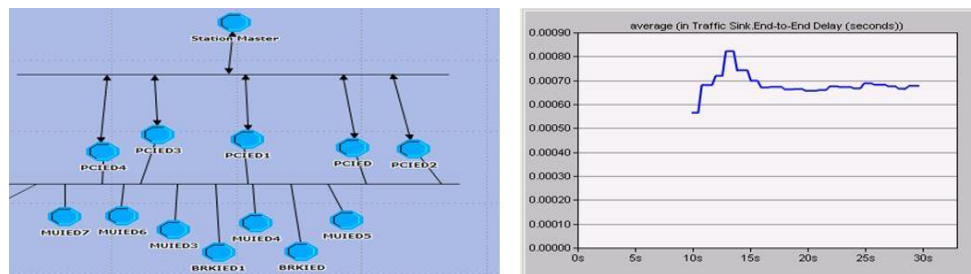 Station Master
PCIED4
PCIED3
PCIED1
PCIED
PCIED2
MUIED7
MUIED6
MUIED3
BRKIED1
MUIED4
BRKIED
MUIED5
average (in Traffic Sink.End-to-End Delay (seconds))
0.00090
0.00080
0.00070
0.00060
0.00050
0.00040
0.00030
0.00020
0.00010
0.00000
0s 5s 10s 15s 20s 25s 30s